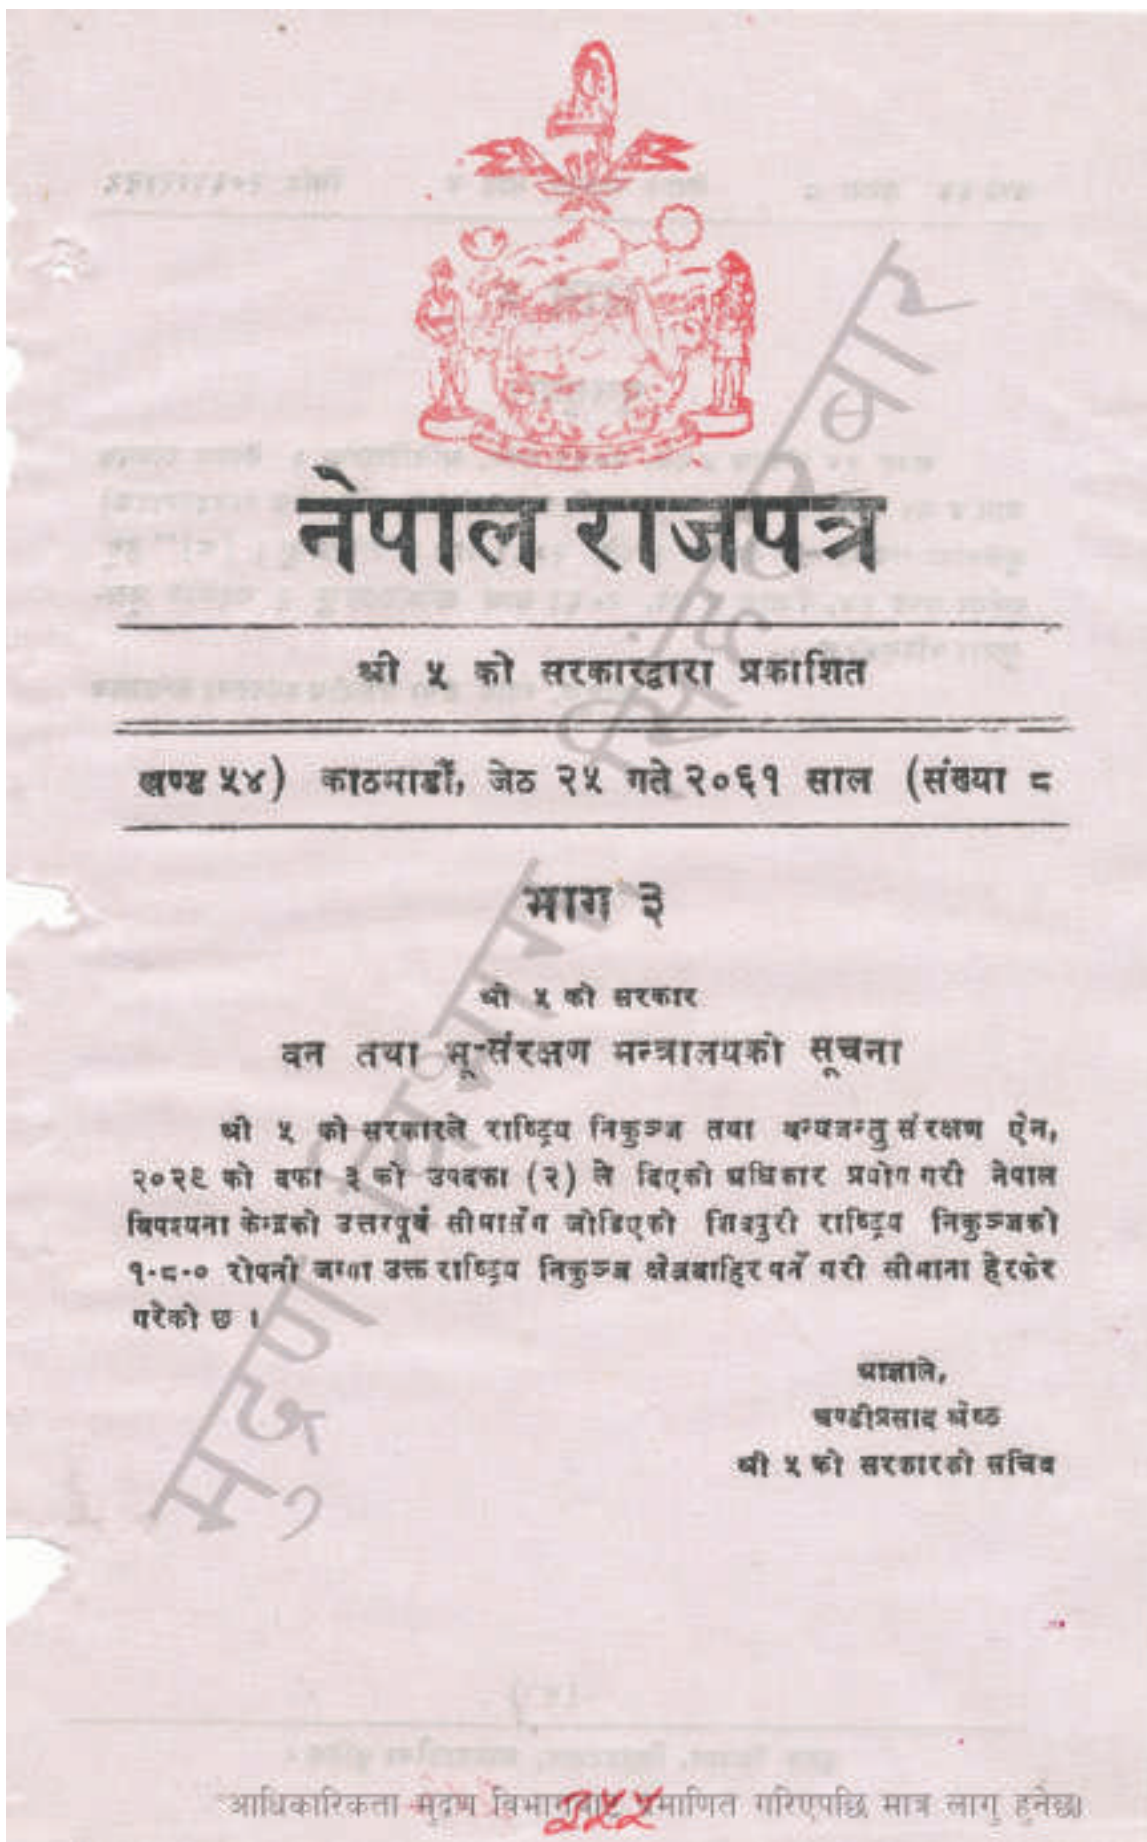 नेपाल राजपत्र
श्री ५ को सरकारद्वारा प्रकाशित
खण्ड ५४) काठमाडौं, जेठ २५ गते २०६१ साल (संख्या ८
भाग ३
श्री ५ को सरकार
वन तथा भू-संरक्षण मन्त्रालयको सूचना
श्री ५ को सरकारले राष्ट्रिय निकुञ्ज तथा वन्यजन्तु संरक्षण ऐन,
२०२९ को दफा ३ को उपदफा (२) ले दिएको अधिकार प्रयोग गरी नेपाल
विपश्यना केन्द्रको उत्तरपूर्व सीमासँग जोडिएको शिवपुरी राष्ट्रिय निकुञ्जको
१-८-० रोपनी जग्गा उक्त राष्ट्रिय निकुञ्ज क्षेत्रबाहिर पर्ने गरी सीमाना हेरफेर
गरेको छ ।
आज्ञाले,
चण्डीप्रसाद श्रेष्ठ
श्री ५ को सरकारको सचिव
मुद्रण विभाग, सिंहदरबार
आधिकारिकता मुद्रण विभागबाट प्रमाणित गरिएपछि मात्र लागु हुनेछ।
२५५